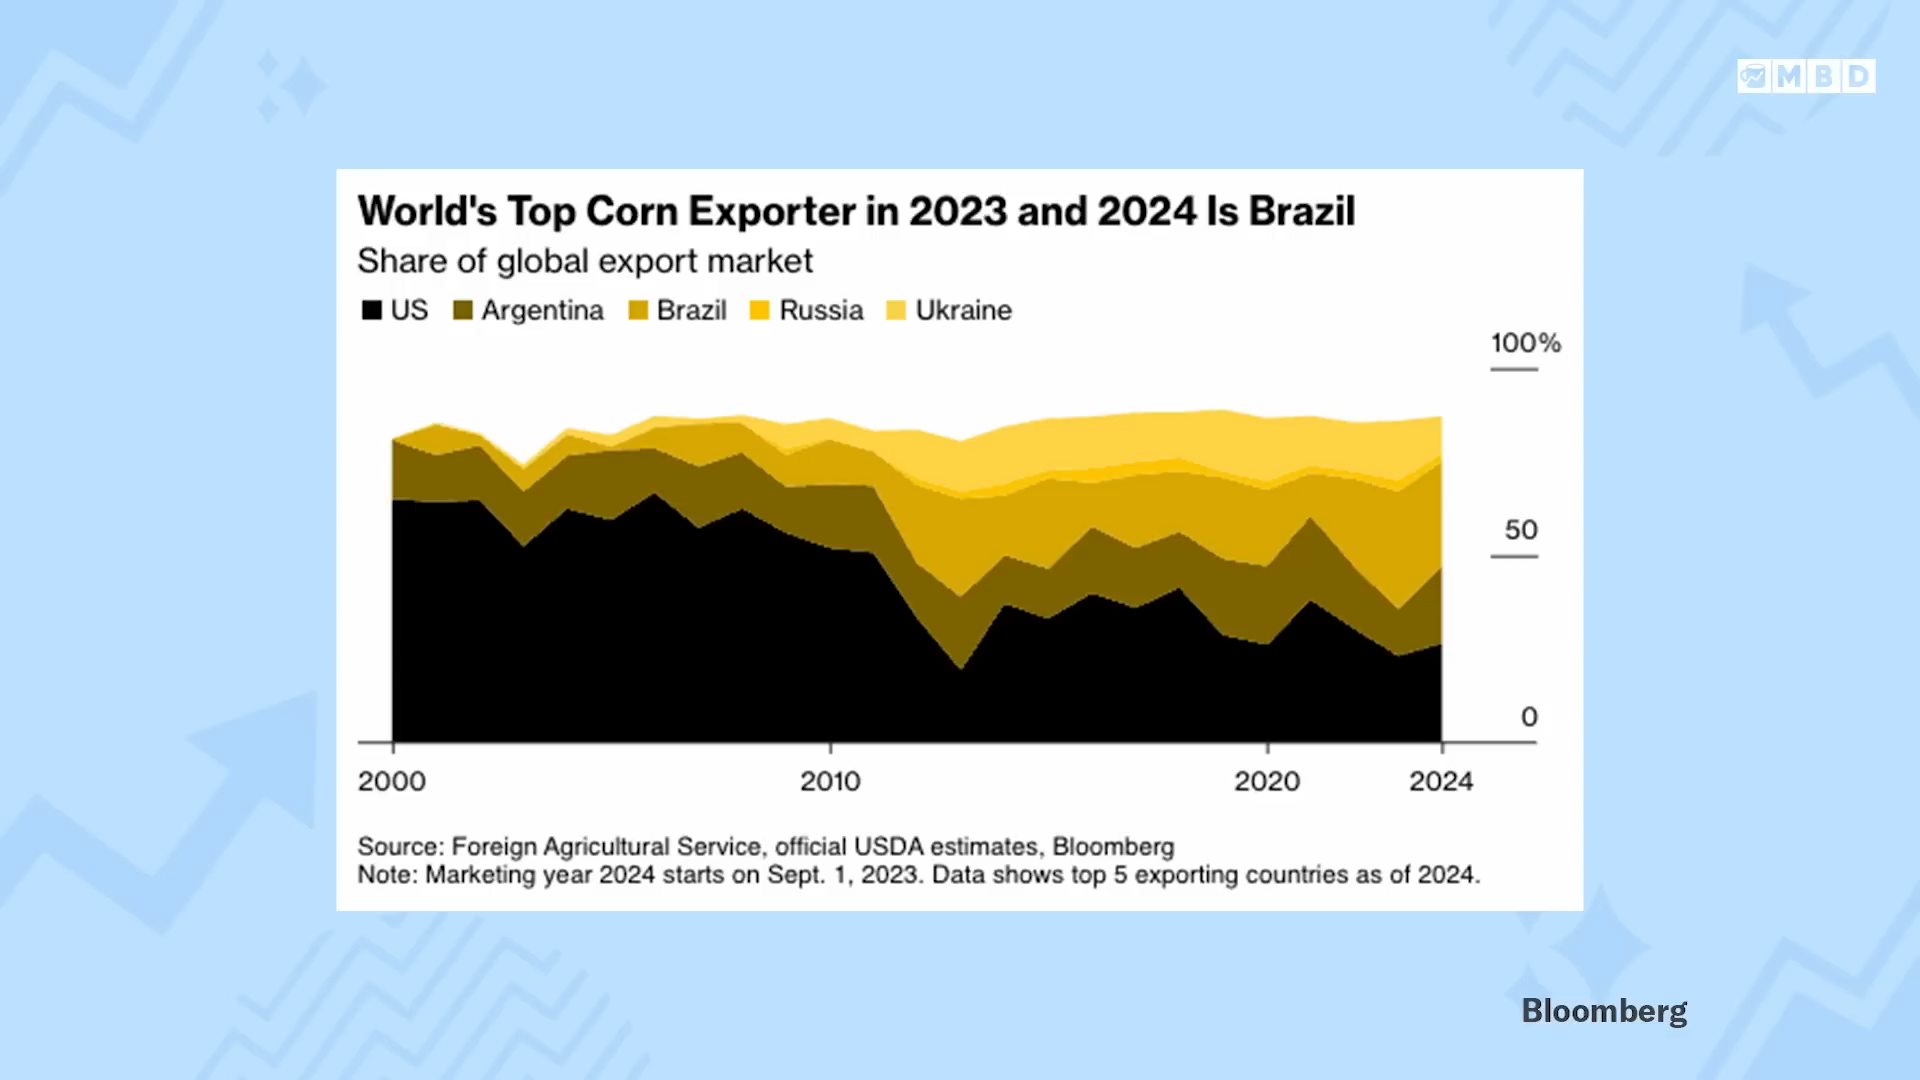 MBD
World's Top Corn Exporter in 2023 and 2024 Is Brazil
Share of global export market
US Argentina Brazil Russia Ukraine
100%
50
0
2000 2010 2020 2024
Source: Foreign Agricultural Service, official USDA estimates, Bloomberg
Note: Marketing year 2024 starts on Sept. 1, 2023. Data shows top 5 exporting countries as of 2024.
Bloomberg